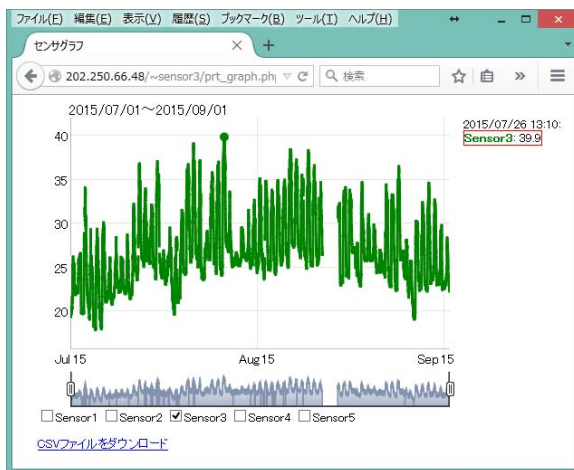 ファイル(F) 編集(E) 表示(V) 履歴(S) ブックマーク(B) ツール(T) ヘルプ(H)
センサグラフ
202.250.66.48/~sensor3/prt_graph.ph
検索
2015/07/01～2015/09/01
2015/07/26 13:10:
Sensor3: 39.9
40
35
30
25
20
Jul 15 Aug 15 Sep 15
Sensor1 Sensor2 Sensor3 Sensor4 Sensor5
CSVファイルをダウンロード